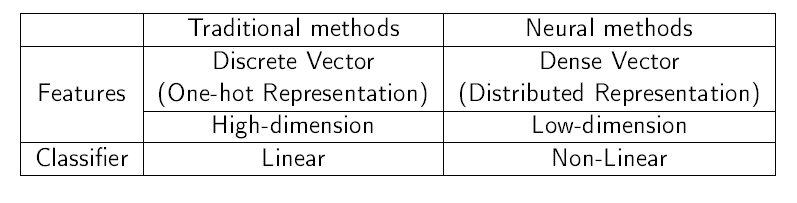 Traditional methods Neural methods
Discrete Vector Dense Vector
Features (One-hot Representation) (Distributed Representation)
High-dimension Low-dimension
Classifier Linear Non-Linear